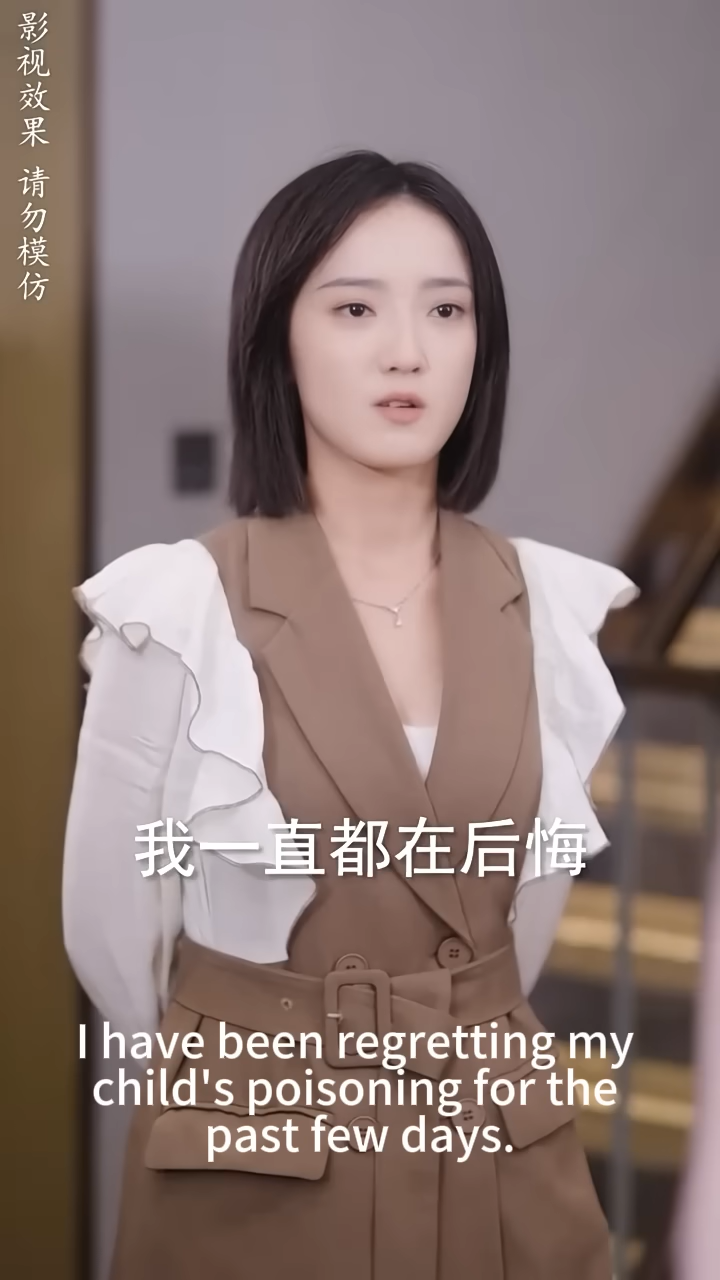 影视效果 请勿模仿
我一直都在后悔
I have been regretting my
child's poisoning for the
past few days.